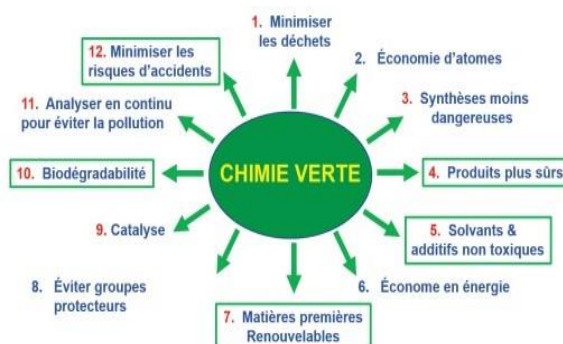 1. Minimiser
les déchets
2. Économie d'atomes
3. Synthèses moins
dangereuses
4. Produits plus sûrs
5. Solvants &
additifs non toxiques
6. Économe en énergie
7. Matières premières
Renouvelables
8. Éviter groupes
protecteurs
9. Catalyse
10. Biodégradabilité
11. Analyser en continu
pour éviter la pollution
12. Minimiser les
risques d'accidents
CHIMIE VERTE